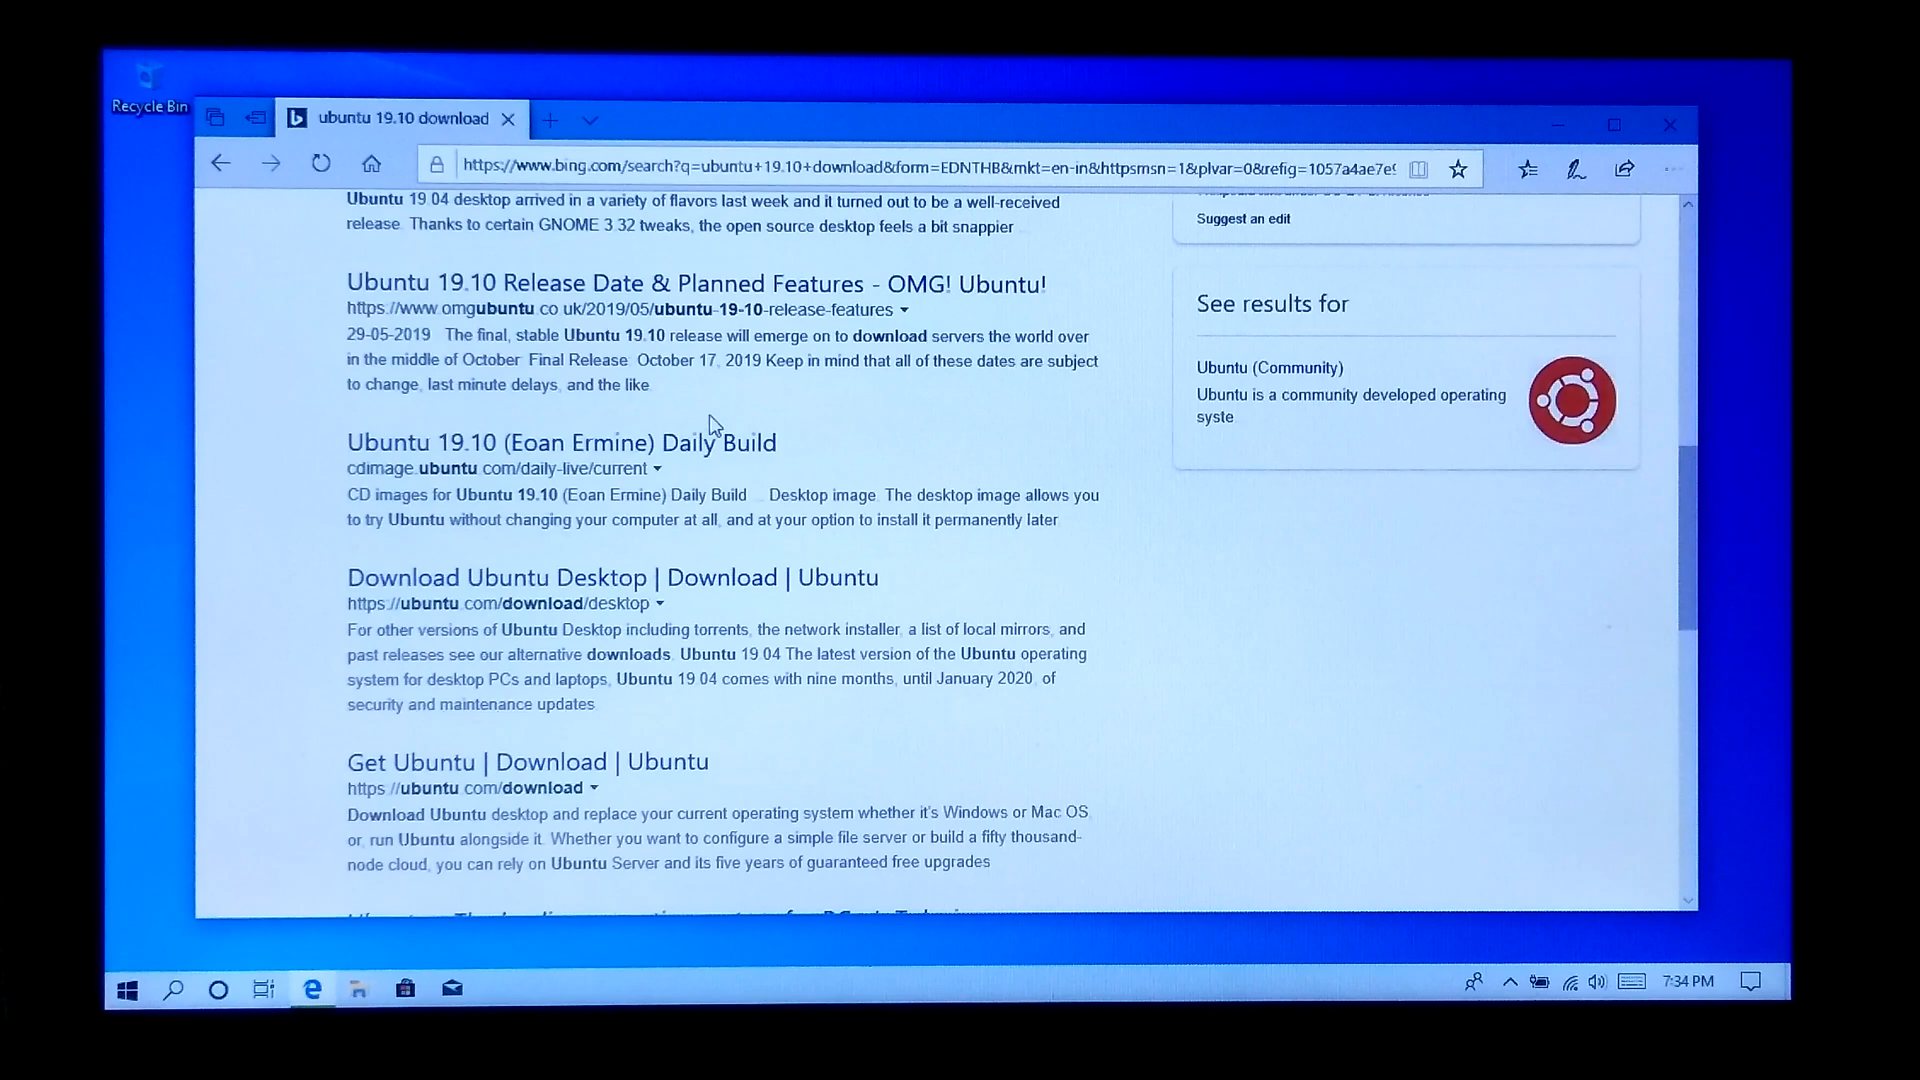 Recycle Bin
ubuntu 19.10 download
https://www.bing.com/search?q=ubuntu+19.10+download&form=EDNTHB&mkt=en-in&httpsmsn=1&plvar=0&refig=1057a4ae7e9
Ubuntu 19.04 desktop arrived in a variety of flavors last week and it turned out to be a well-received
release. Thanks to certain GNOME 3.32 tweaks, the open source desktop feels a bit snappier
Suggest an edit
Ubuntu 19.10 Release Date & Planned Features - OMG! Ubuntu!
https://www.omgubuntu.co.uk/2019/05/ubuntu-19-10-release-features
29-05-2019 The final, stable Ubuntu 19.10 release will emerge on to download servers the world over
in the middle of October. Final Release: October 17, 2019 Keep in mind that all of these dates are subject
to change, last minute delays, and the like.
Ubuntu 19.10 (Eoan Ermine) Daily Build
cdimage.ubuntu.com/daily-live/current
CD images for Ubuntu 19.10 (Eoan Ermine) Daily Build ... Desktop image. The desktop image allows you
to try Ubuntu without changing your computer at all, and at your option to install it permanently later.
Download Ubuntu Desktop | Download | Ubuntu
https://ubuntu.com/download/desktop
For other versions of Ubuntu Desktop including torrents, the network installer, a list of local mirrors, and
past releases see our alternative downloads. Ubuntu 19.04 The latest version of the Ubuntu operating
system for desktop PCs and laptops, Ubuntu 19.04 comes with nine months, until January 2020, of
security and maintenance updates.
Get Ubuntu | Download | Ubuntu
https://ubuntu.com/download
Download Ubuntu desktop and replace your current operating system whether it's Windows or Mac OS,
or, run Ubuntu alongside it. Whether you want to configure a simple file server or build a fifty thousand-
node cloud, you can rely on Ubuntu Server and its five years of guaranteed free upgrades
See results for
Ubuntu (Community)
Ubuntu is a community developed operating
syste
7:34 PM